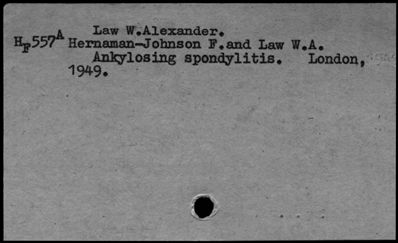 Law W.Alexander.
HF557A Hernaman-Johnson F.and Law W.A.
Ankylosing spondylitis. London,
1949.